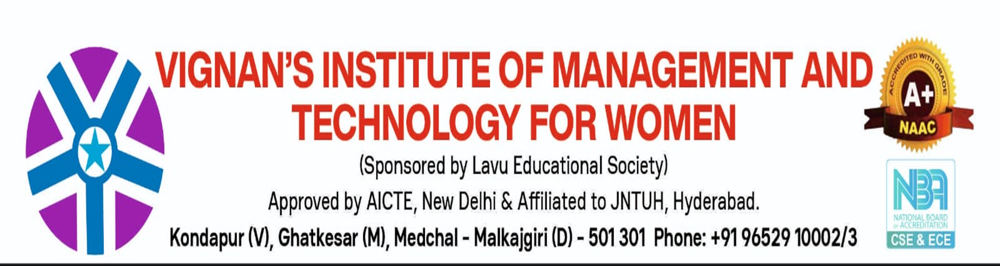 VIGNAN'S INSTITUTE OF MANAGEMENT AND
TECHNOLOGY FOR WOMEN
(Sponsored by Lavu Educational Society)
Approved by AICTE, New Delhi & Affiliated to JNTUH, Hyderabad.
Kondapur (V), Ghatkesar (M), Medchal - Malkajgiri (D) - 501 301 Phone: +91 96529 10002/3
ACCREDITED WITH GRADE
A+
NAAC
NBA
NATIONAL BOARD
OF ACCREDITATION
CSE & ECE